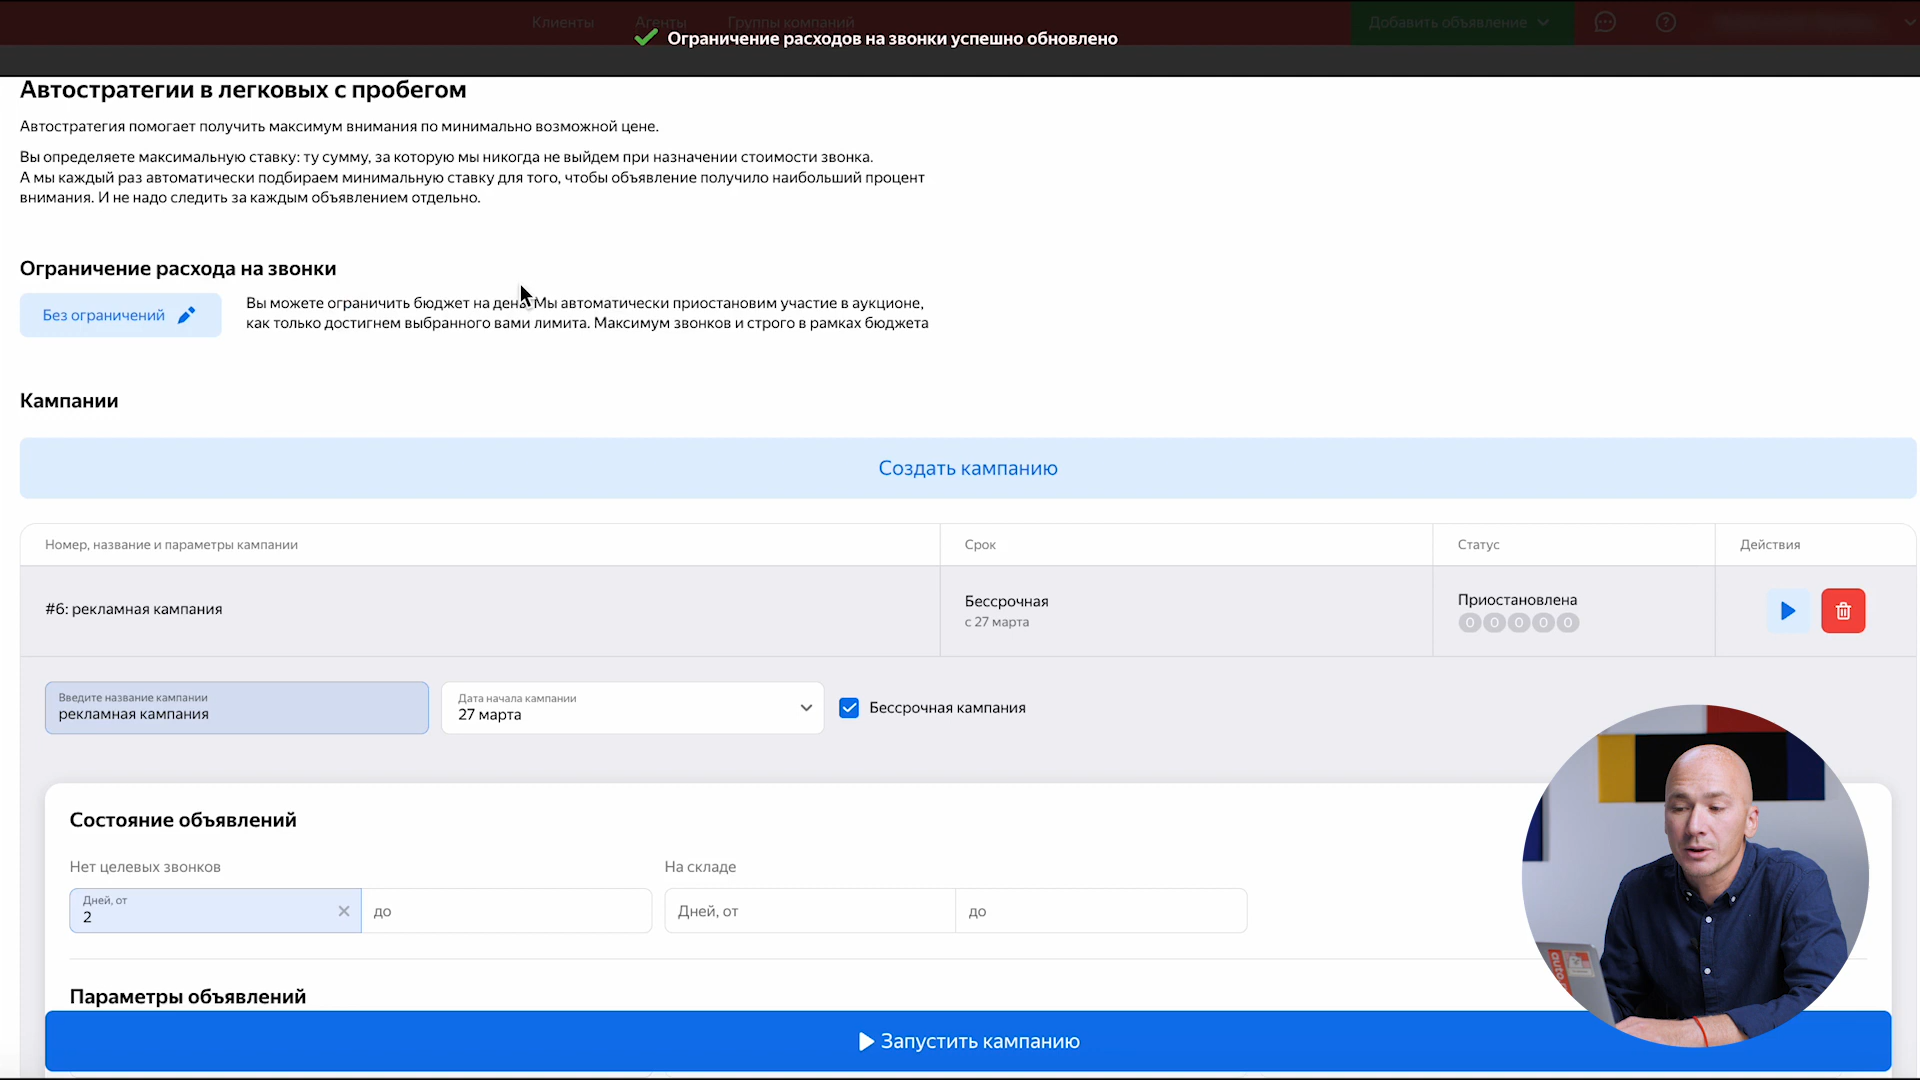 Клиенты Агенты Группы компаний Добавить объявление
Ограничение расходов на звонки успешно обновлено
Автостратегии в легковых с пробегом
Автостратегия помогает получить максимум внимания по минимально возможной цене.
Вы определяете максимальную ставку: ту сумму, за которую мы никогда не выйдем при назначении стоимости звонка.
А мы каждый раз автоматически подбираем минимальную ставку для того, чтобы объявление получило наибольший процент
внимания. И не надо следить за каждым объявлением отдельно.
Ограничение расхода на звонки
Без ограничений
Вы можете ограничить бюджет на день. Мы автоматически приостановим участие в аукционе,
как только достигнем выбранного вами лимита. Максимум звонков и строго в рамках бюджета
Кампании
Создать кампанию
Номер, название и параметры кампании Срок Статус Действия
#6: рекламная кампания
Бессрочная
с 27 марта
Приостановлена
0 0 0 0 0
Введите название кампании
рекламная кампания
Дата начала кампании
27 марта
Бессрочная кампания
Состояние объявлений
Нет целевых звонков
На складе
Дней, от
2
до
Дней, от
до
Параметры объявлений
Запустить кампанию